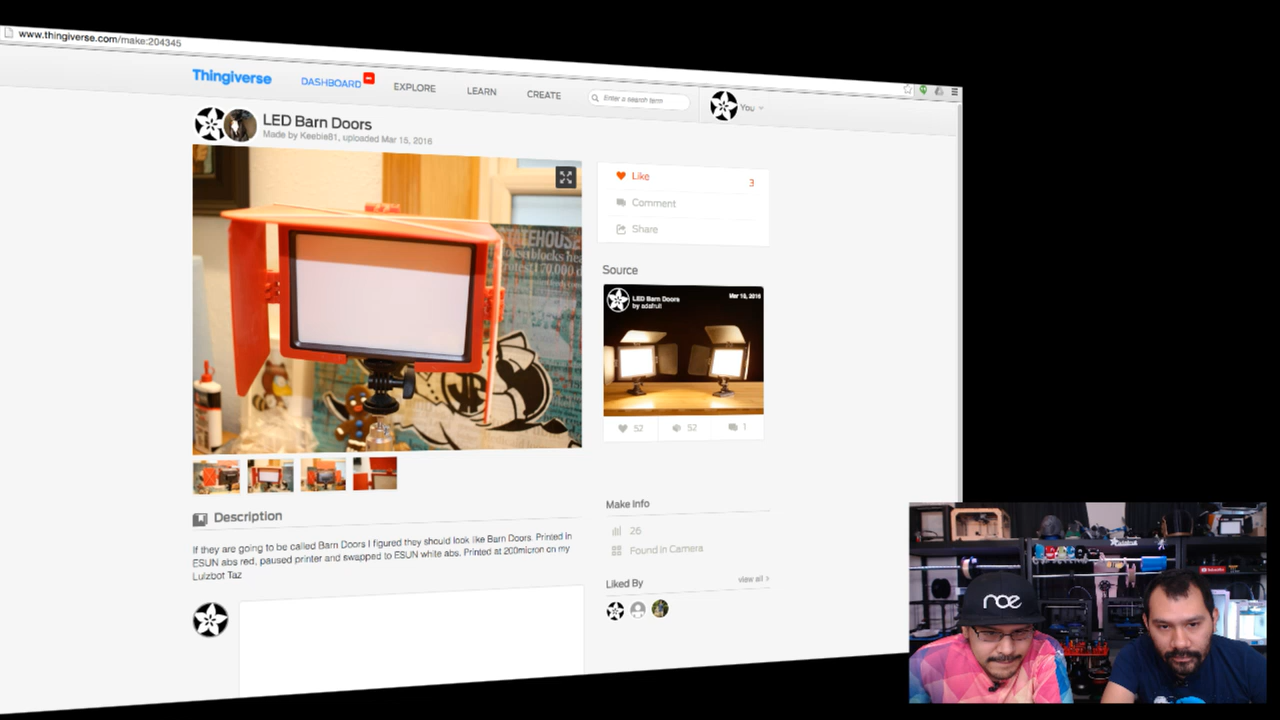 www.thingiverse.com/make:204345
Thingiverse
DASHBOARD
EXPLORE
LEARN
CREATE
Enter a search term
You
LED Barn Doors
Made by Keebie81, uploaded Mar 15, 2016
STATEHOUSE
Like
3
Comment
Share
Source
LED Barn Doors
by adafruit
Mar 10, 2016
52
52
1
Make Info
26
Found in Camera
Liked By
view all >
Description
If they are going to be called Barn Doors I figured they should look like Barn Doors. Printed in
ESUN abs red, paused printer and swapped to ESUN white abs. Printed at 200micron on my
Lulzbot Taz
noe